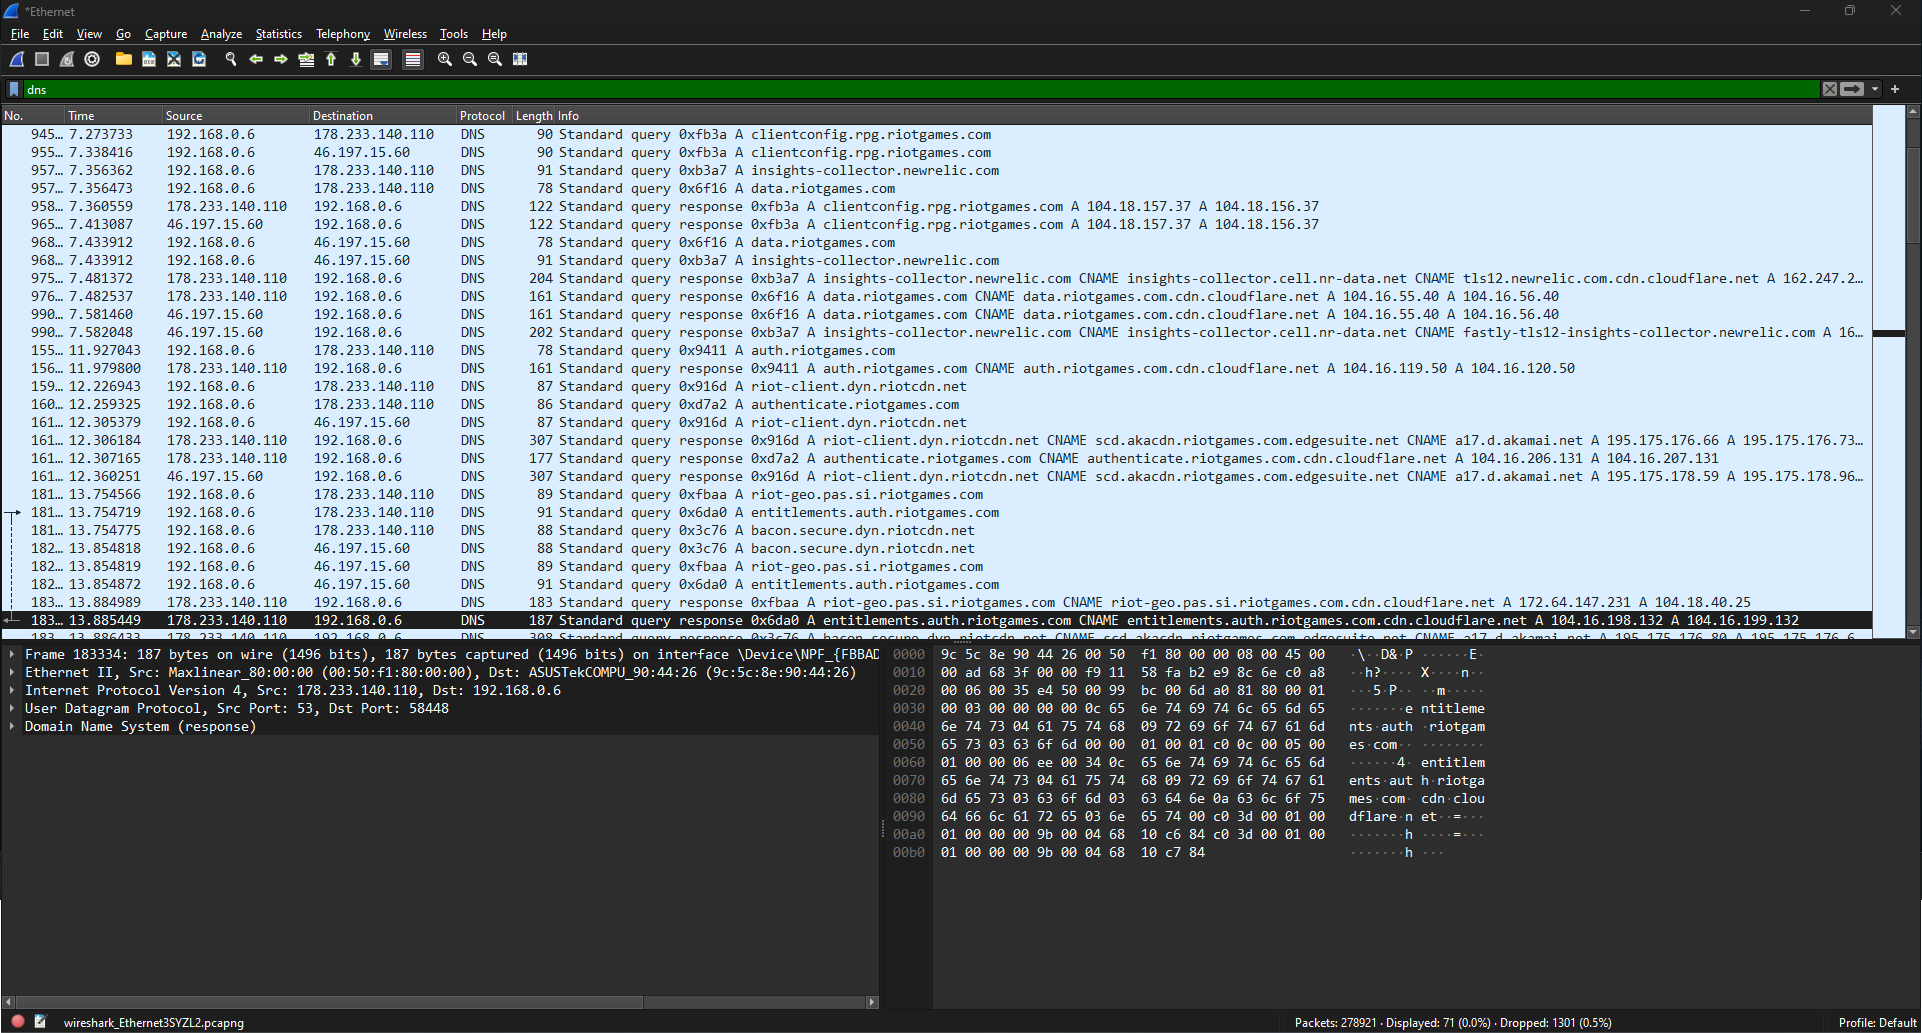 *Ethernet
File Edit View Go Capture Analyze Statistics Telephony Wireless Tools Help
dns
No. Time Source Destination Protocol Length Info
945… 7.273733 192.168.0.6 178.233.140.110 DNS 90 Standard query 0xfb3a A clientconfig.rpg.riotgames.com
955… 7.338416 192.168.0.6 46.197.15.60 DNS 90 Standard query 0xfb3a A clientconfig.rpg.riotgames.com
957… 7.356362 192.168.0.6 178.233.140.110 DNS 91 Standard query 0xb3a7 A insights-collector.newrelic.com
957… 7.356473 192.168.0.6 178.233.140.110 DNS 78 Standard query 0x6f16 A data.riotgames.com
958… 7.360559 178.233.140.110 192.168.0.6 DNS 122 Standard query response 0xfb3a A clientconfig.rpg.riotgames.com A 104.18.157.37 A 104.18.156.37
965… 7.413087 46.197.15.60 192.168.0.6 DNS 122 Standard query response 0xfb3a A clientconfig.rpg.riotgames.com A 104.18.157.37 A 104.18.156.37
968… 7.433912 192.168.0.6 46.197.15.60 DNS 78 Standard query 0x6f16 A data.riotgames.com
968… 7.433912 192.168.0.6 46.197.15.60 DNS 91 Standard query 0xb3a7 A insights-collector.newrelic.com
975… 7.481372 178.233.140.110 192.168.0.6 DNS 204 Standard query response 0xb3a7 A insights-collector.newrelic.com CNAME insights-collector.cell.nr-data.net CNAME tls12.newrelic.com.cdn.cloudflare.net A 162.247.2…
976… 7.482537 178.233.140.110 192.168.0.6 DNS 161 Standard query response 0x6f16 A data.riotgames.com CNAME data.riotgames.com.cdn.cloudflare.net A 104.16.55.40 A 104.16.56.40
990… 7.581460 46.197.15.60 192.168.0.6 DNS 161 Standard query response 0x6f16 A data.riotgames.com CNAME data.riotgames.com.cdn.cloudflare.net A 104.16.55.40 A 104.16.56.40
990… 7.582048 46.197.15.60 192.168.0.6 DNS 202 Standard query response 0xb3a7 A insights-collector.newrelic.com CNAME insights-collector.cell.nr-data.net CNAME fastly-tls12-insights-collector.newrelic.com A 16…
155… 11.927043 192.168.0.6 178.233.140.110 DNS 78 Standard query 0x9411 A auth.riotgames.com
156… 11.979800 178.233.140.110 192.168.0.6 DNS 161 Standard query response 0x9411 A auth.riotgames.com CNAME auth.riotgames.com.cdn.cloudflare.net A 104.16.119.50 A 104.16.120.50
159… 12.226943 192.168.0.6 178.233.140.110 DNS 87 Standard query 0x916d A riot-client.dyn.riotcdn.net
160… 12.259325 192.168.0.6 178.233.140.110 DNS 86 Standard query 0xd7a2 A authenticate.riotgames.com
161… 12.305379 192.168.0.6 46.197.15.60 DNS 87 Standard query 0x916d A riot-client.dyn.riotcdn.net
161… 12.306184 178.233.140.110 192.168.0.6 DNS 307 Standard query response 0x916d A riot-client.dyn.riotcdn.net CNAME scd.akacdn.riotgames.com.edgesuite.net CNAME a17.d.akamai.net A 195.175.176.66 A 195.175.176.73…
161… 12.307165 178.233.140.110 192.168.0.6 DNS 177 Standard query response 0xd7a2 A authenticate.riotgames.com CNAME authenticate.riotgames.com.cdn.cloudflare.net A 104.16.206.131 A 104.16.207.131
161… 12.360251 46.197.15.60 192.168.0.6 DNS 307 Standard query response 0x916d A riot-client.dyn.riotcdn.net CNAME scd.akacdn.riotgames.com.edgesuite.net CNAME a17.d.akamai.net A 195.175.178.59 A 195.175.178.96…
181… 13.754566 192.168.0.6 178.233.140.110 DNS 89 Standard query 0xfbaa A riot-geo.pas.si.riotgames.com
181… 13.754719 192.168.0.6 178.233.140.110 DNS 91 Standard query 0x6da0 A entitlements.auth.riotgames.com
181… 13.754775 192.168.0.6 178.233.140.110 DNS 88 Standard query 0x3c76 A bacon.secure.dyn.riotcdn.net
182… 13.854818 192.168.0.6 46.197.15.60 DNS 88 Standard query 0x3c76 A bacon.secure.dyn.riotcdn.net
182… 13.854819 192.168.0.6 46.197.15.60 DNS 89 Standard query 0xfbaa A riot-geo.pas.si.riotgames.com
182… 13.854872 192.168.0.6 46.197.15.60 DNS 91 Standard query 0x6da0 A entitlements.auth.riotgames.com
183… 13.884989 178.233.140.110 192.168.0.6 DNS 183 Standard query response 0xfbaa A riot-geo.pas.si.riotgames.com CNAME riot-geo.pas.si.riotgames.com.cdn.cloudflare.net A 172.64.147.231 A 104.18.40.25
183… 13.885449 178.233.140.110 192.168.0.6 DNS 187 Standard query response 0x6da0 A entitlements.auth.riotgames.com CNAME entitlements.auth.riotgames.com.cdn.cloudflare.net A 104.16.198.132 A 104.16.199.132
183… 13.886433 178.233.140.110 192.168.0.6 DNS 308 Standard query response 0x3c76 A bacon.secure.dyn.riotcdn.net CNAME scd.akacdn.riotgames.com.edgesuite.net CNAME a17.d.akamai.net A 195.175.176.80 A 195.175.176.6
Frame 183334: 187 bytes on wire (1496 bits), 187 bytes captured (1496 bits) on interface \Device\NPF_{FBBAD
Ethernet II, Src: Maxlinear_80:00:00 (00:50:f1:80:00:00), Dst: ASUSTekCOMPU_90:44:26 (9c:5c:8e:90:44:26)
Internet Protocol Version 4, Src: 178.233.140.110, Dst: 192.168.0.6
User Datagram Protocol, Src Port: 53, Dst Port: 58448
Domain Name System (response)
0000 9c 5c 8e 90 44 26 00 50 f1 80 00 00 08 00 45 00 ·\··D&·P ······E·
0010 00 ad 68 3f 00 00 f9 11 58 fa b2 e9 8c 6e c0 a8 ··h?···· X····n··
0020 00 06 00 35 e4 50 00 99 bc 00 6d a0 81 80 00 01 ···5·P·· ··m·····
0030 00 03 00 00 00 00 0c 65 6e 74 69 74 6c 65 6d 65 ·······e ntitleme
0040 6e 74 73 04 61 75 74 68 09 72 69 6f 74 67 61 6d nts·auth ·riotgam
0050 65 73 03 63 6f 6d 00 00 01 00 01 c0 0c 00 05 00 es·com·· ········
0060 01 00 00 06 ee 00 34 0c 65 6e 74 69 74 6c 65 6d ······4· entitlem
0070 65 6e 74 73 04 61 75 74 68 09 72 69 6f 74 67 61 ents·aut h·riotga
0080 6d 65 73 03 63 6f 6d 03 63 64 6e 0a 63 6c 6f 75 mes·com· cdn·clou
0090 64 66 6c 61 72 65 03 6e 65 74 00 c0 3d 00 01 00 dflare·n et··=···
00a0 01 00 00 00 9b 00 04 68 10 c6 84 c0 3d 00 01 00 ·······h ····=···
00b0 01 00 00 00 9b 00 04 68 10 c7 84 ·······h ···
wireshark_Ethernet3SYZL2.pcapng
Packets: 278921 · Displayed: 71 (0.0%) · Dropped: 1301 (0.5%)
Profile: Default